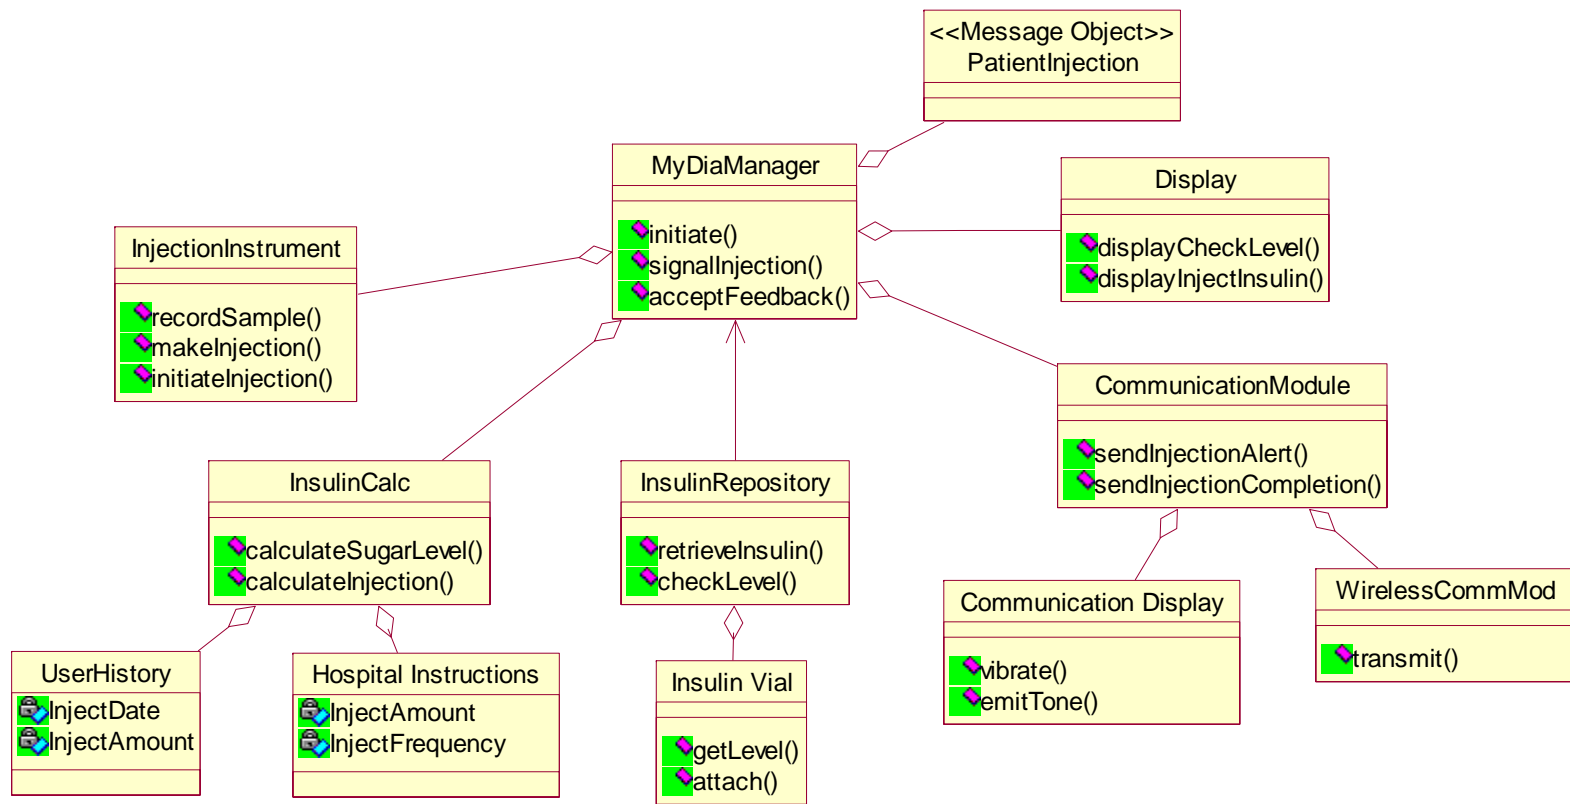 <<Message Object>>
PatientInjection
MyDiaManager
initiate()
signalInjection()
acceptFeedback()
Display
displayCheckLevel()
displayInjectInsulin()
InjectionInstrument
recordSample()
makeInjection()
initiateInjection()
CommunicationModule
sendInjectionAlert()
sendInjectionCompletion()
InsulinCalc
calculateSugarLevel()
calculateInjection()
InsulinRepository
retrieveInsulin()
checkLevel()
Communication Display
vibrate()
emitTone()
WirelessCommMod
transmit()
UserHistory
InjectDate
InjectAmount
Hospital Instructions
InjectAmount
InjectFrequency
Insulin Vial
getLevel()
attach()